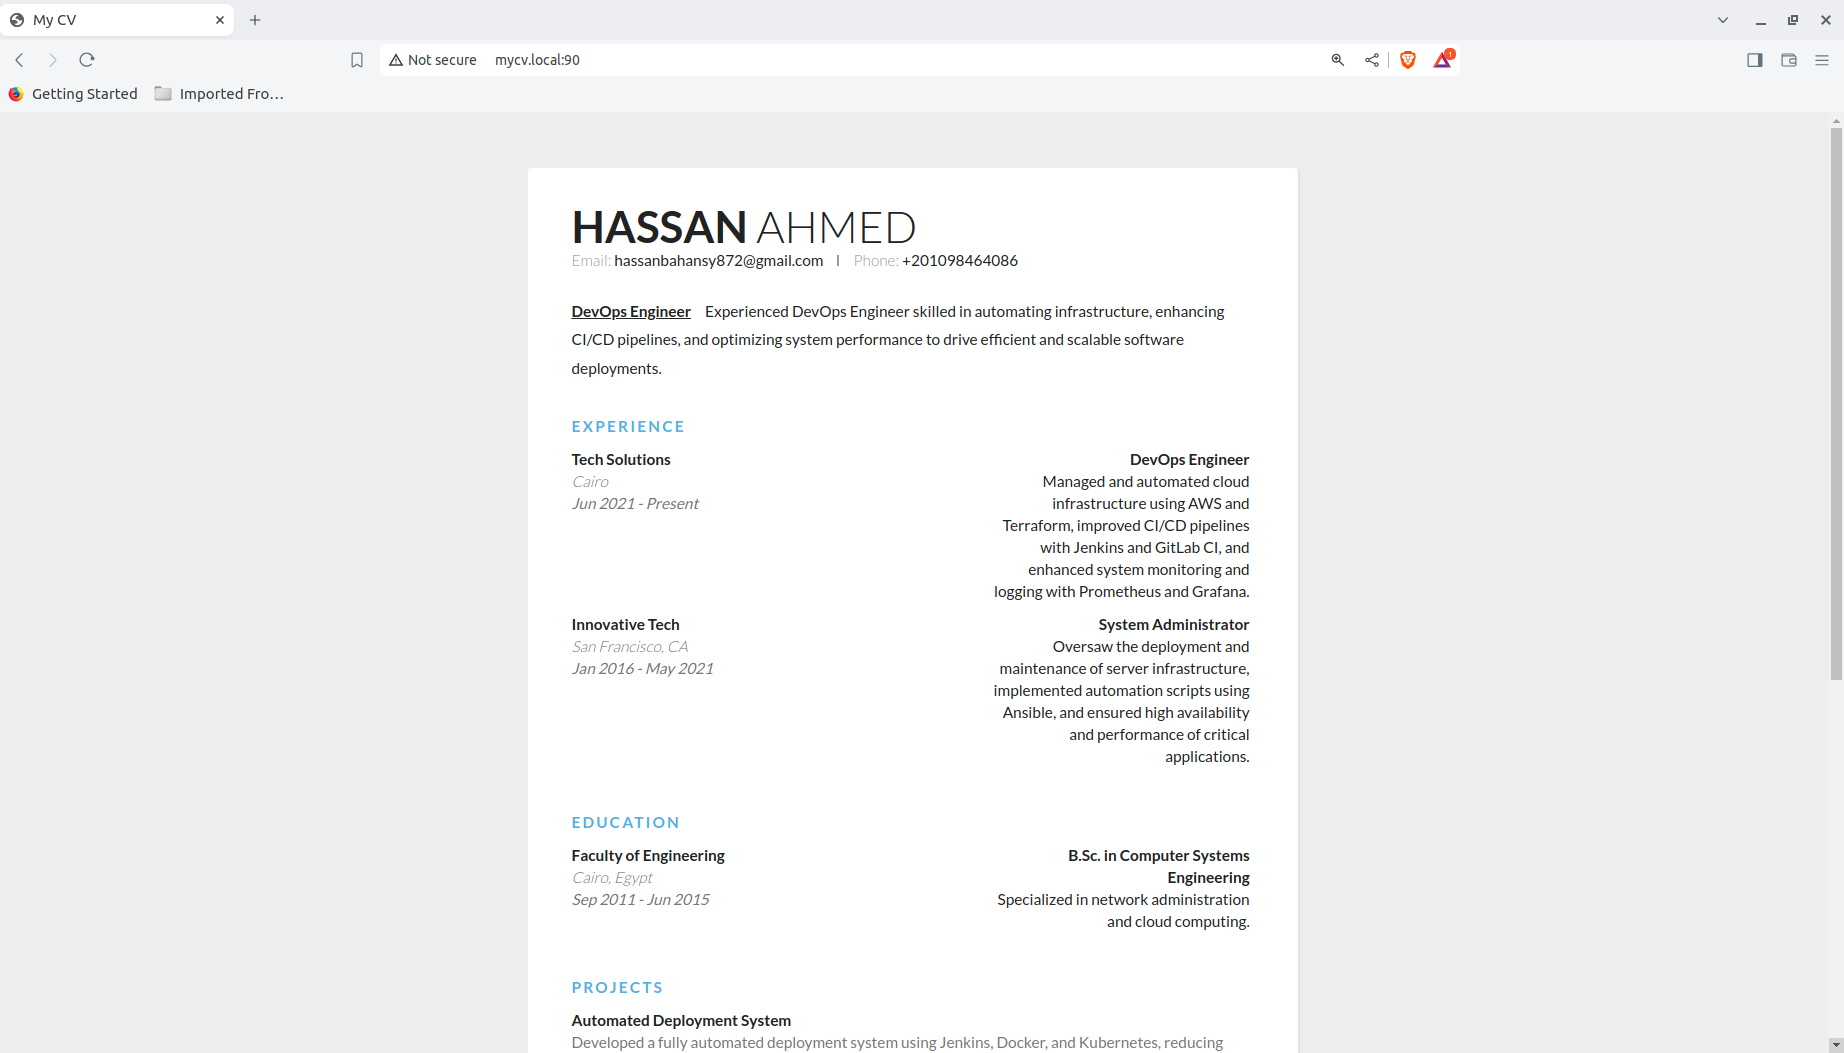 My CV
Not secure mycv.local:90
1
Getting Started Imported Fro...
HASSAN AHMED
Email: hassanbahansy872@gmail.com | Phone: +201098464086
DevOps Engineer Experienced DevOps Engineer skilled in automating infrastructure, enhancing
CI/CD pipelines, and optimizing system performance to drive efficient and scalable software
deployments.
EXPERIENCE
Tech Solutions
Cairo
Jun 2021 - Present
DevOps Engineer
Managed and automated cloud
infrastructure using AWS and
Terraform, improved CI/CD pipelines
with Jenkins and GitLab CI, and
enhanced system monitoring and
logging with Prometheus and Grafana.
Innovative Tech
San Francisco, CA
Jan 2016 - May 2021
System Administrator
Oversaw the deployment and
maintenance of server infrastructure,
implemented automation scripts using
Ansible, and ensured high availability
and performance of critical
applications.
EDUCATION
Faculty of Engineering
Cairo, Egypt
Sep 2011 - Jun 2015
B.Sc. in Computer Systems
Engineering
Specialized in network administration
and cloud computing.
PROJECTS
Automated Deployment System
Developed a fully automated deployment system using Jenkins, Docker, and Kubernetes, reducing